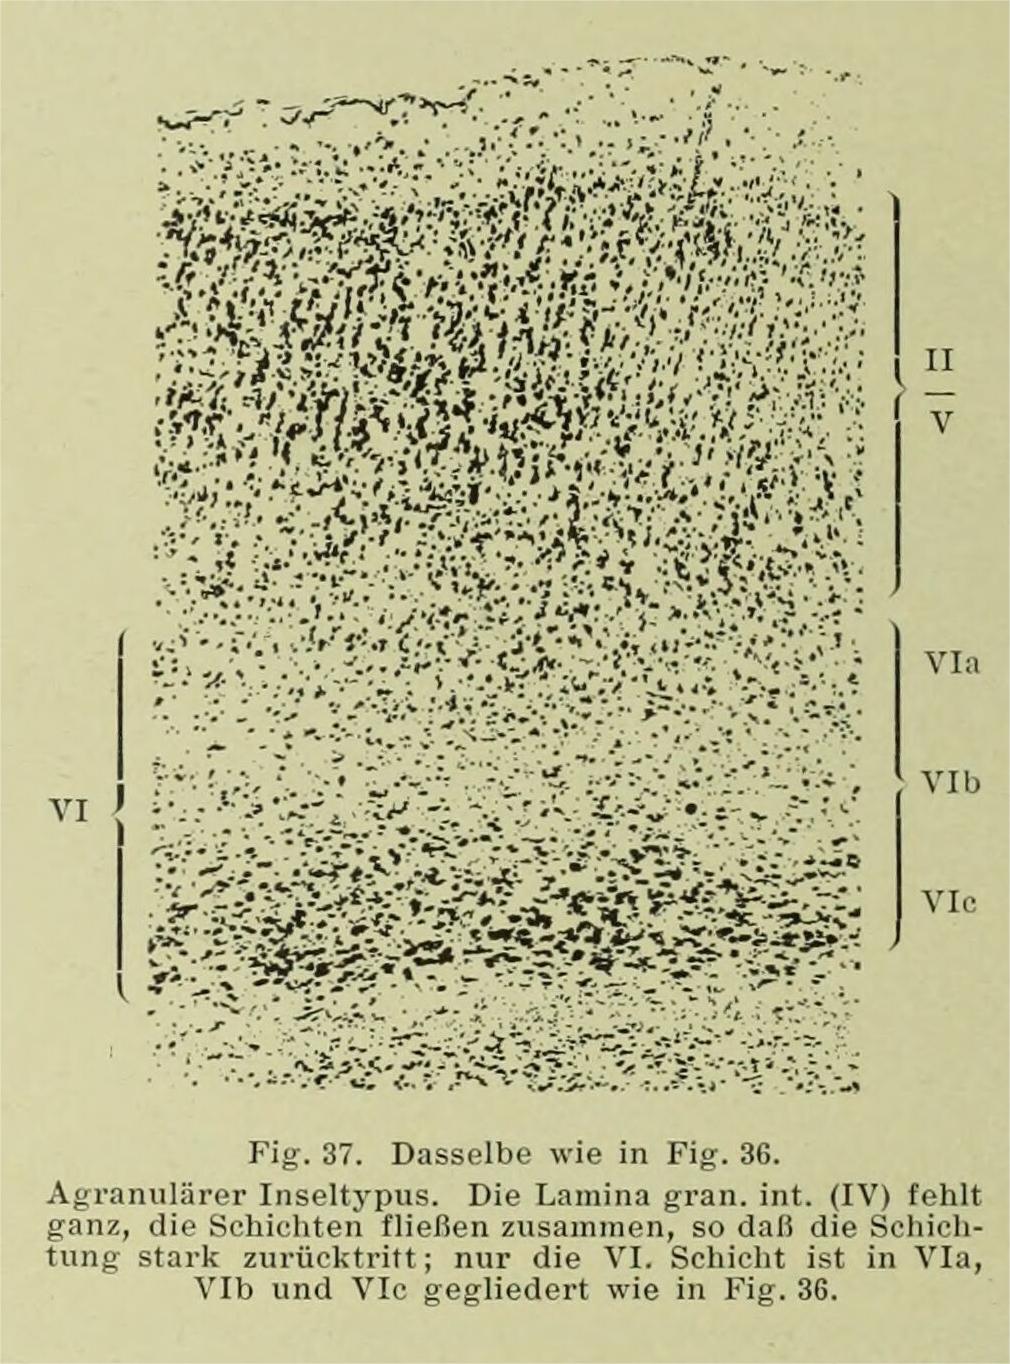 II
V
VIa
VIb
VI
VIc
Fig. 37. Dasselbe wie in Fig. 36.
Agranulärer Inseltypus. Die Lamina gran. int. (IV) fehlt
ganz, die Schichten fließen zusammen, so daß die Schich-
tung stark zurücktritt; nur die VI. Schicht ist in VIa,
VIb und VIc gegliedert wie in Fig. 36.